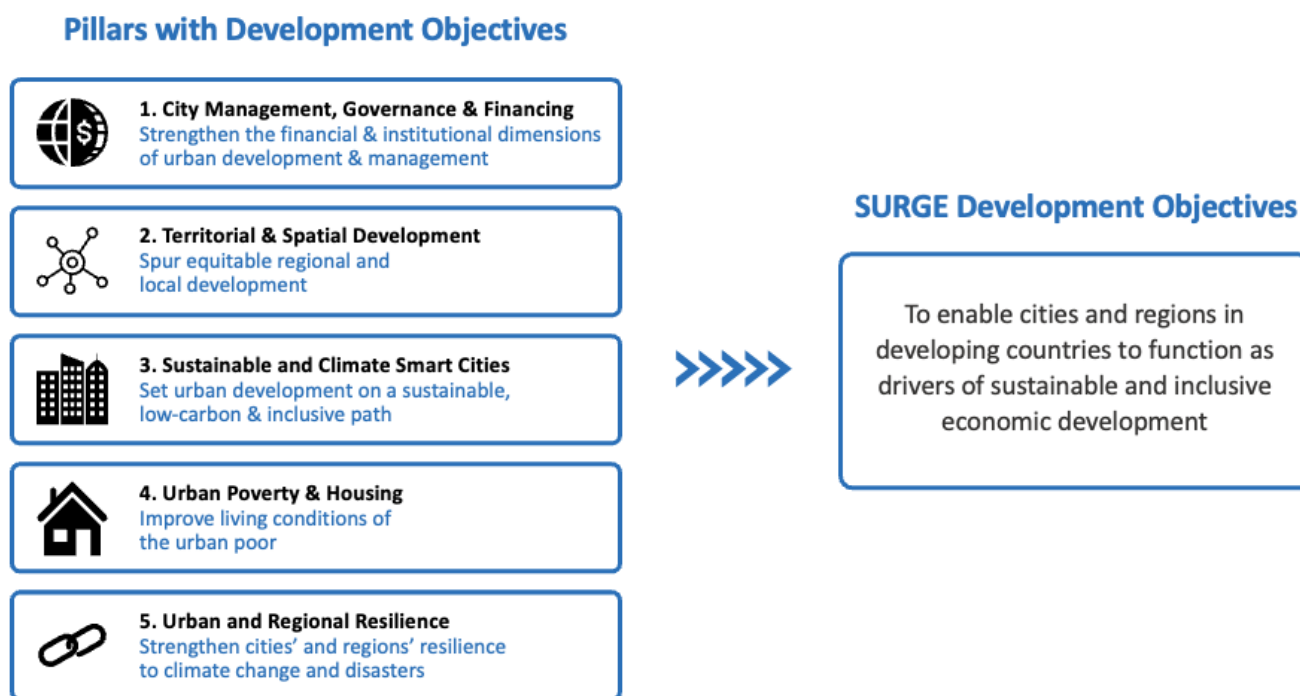 Pillars with Development Objectives
1. City Management, Governance & Financing
Strengthen the financial & institutional dimensions
of urban development & management
2. Territorial & Spatial Development
Spur equitable regional and
local development
3. Sustainable and Climate Smart Cities
Set urban development on a sustainable,
low-carbon & inclusive path
4. Urban Poverty & Housing
Improve living conditions of
the urban poor
5. Urban and Regional Resilience
Strengthen cities’ and regions’ resilience
to climate change and disasters
SURGE Development Objectives
To enable cities and regions in
developing countries to function as
drivers of sustainable and inclusive
economic development